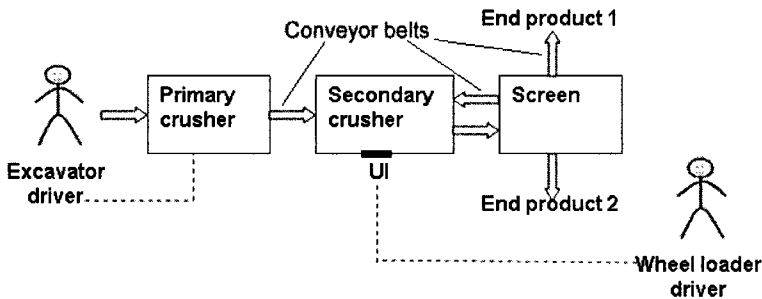 End product 1
Conveyor belts
Primary
crusher
Secondary
crusher
Screen
UI
Excavator
driver
End product 2
Wheel loader
driver